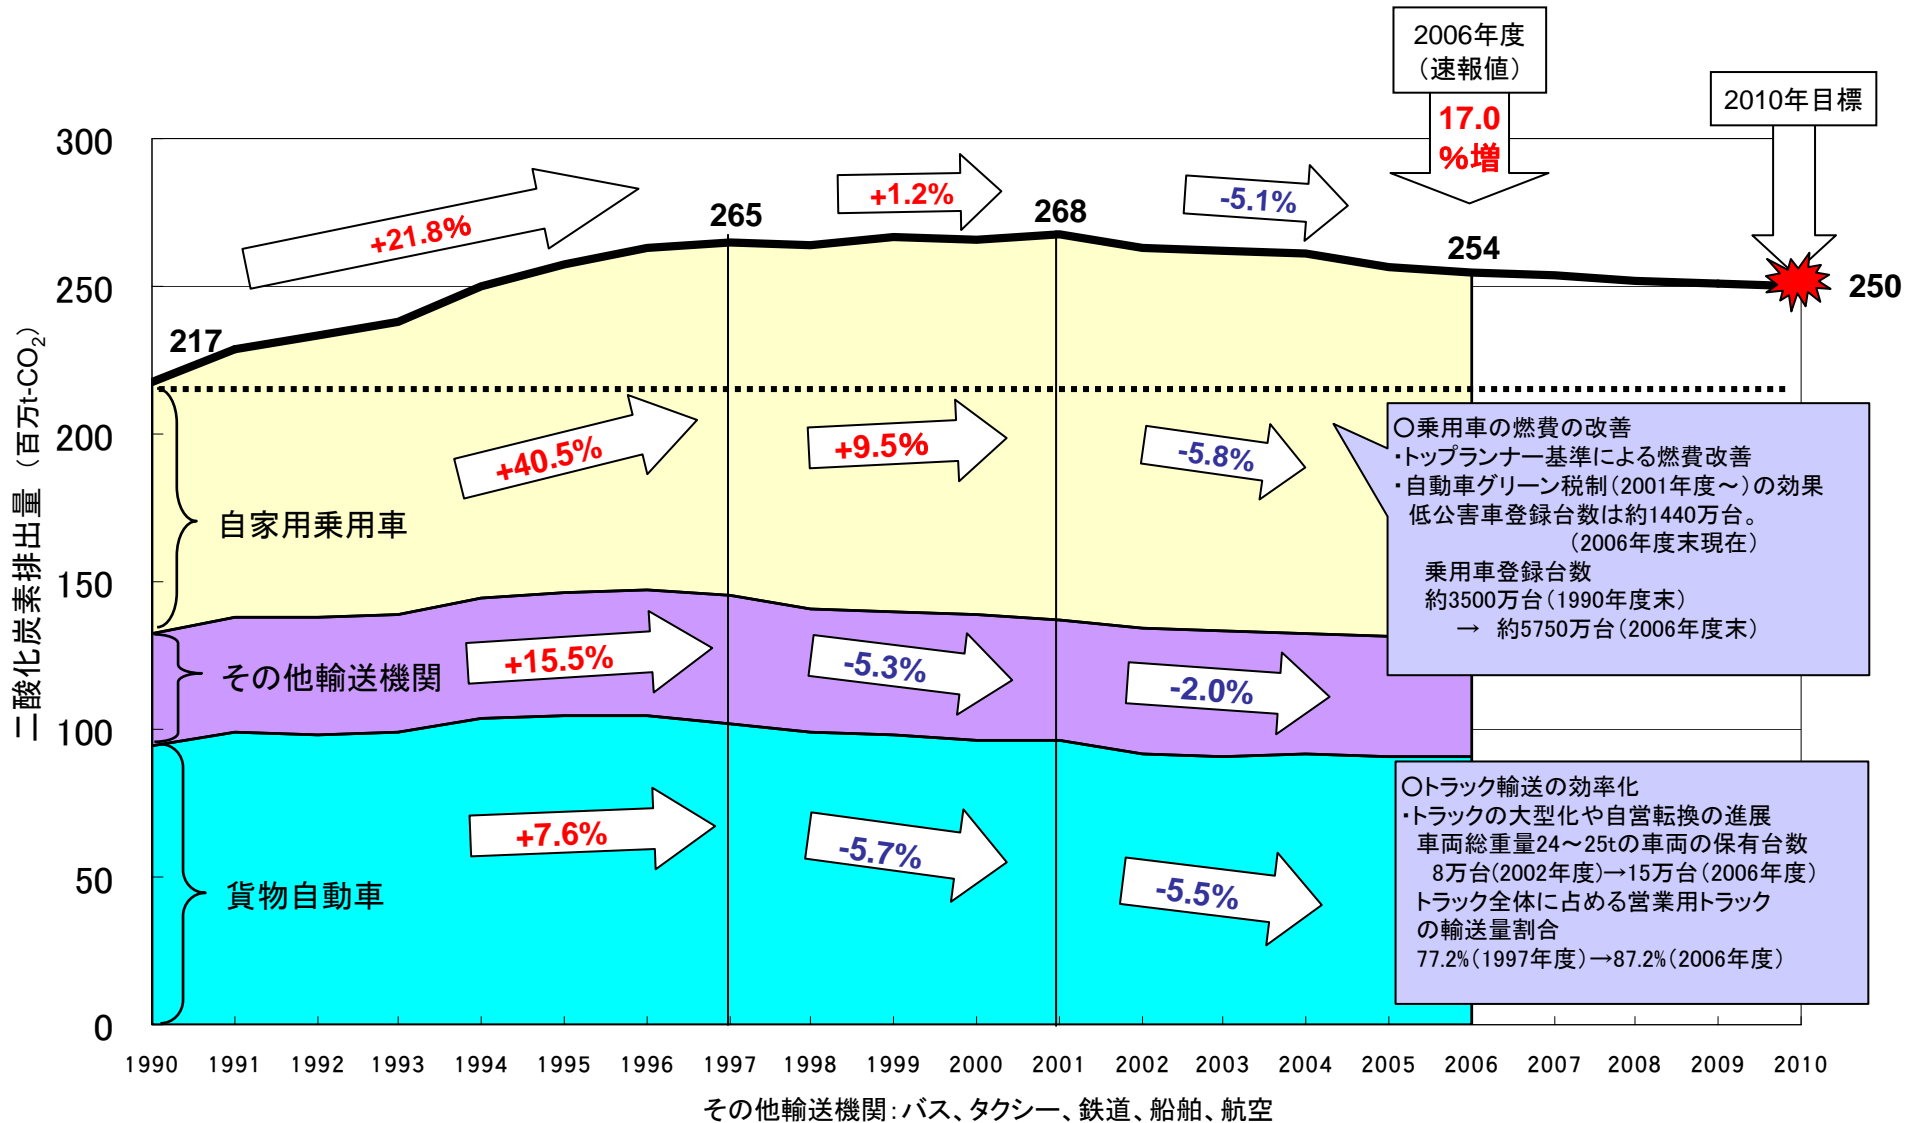 2006年度
（速報値）
17.0
%増
2010年目標
二酸化炭素排出量（百万t-CO2）
300
250
200
150
100
50
0
+21.8%
+1.2%
-5.1%
217
265
268
254
250
+40.5%
+9.5%
-5.8%
自家用乗用車
+15.5%
-5.3%
-2.0%
その他輸送機関
+7.6%
-5.7%
-5.5%
貨物自動車
○乗用車の燃費の改善
・トップランナー基準による燃費改善
・自動車グリーン税制（2001年度～）の効果
低公害車登録台数は約1440万台。
（2006年度末現在）
乗用車登録台数
約3500万台（1990年度末）
→ 約5750万台（2006年度末）
○トラック輸送の効率化
・トラックの大型化や自営転換の進展
車両総重量24～25tの車両の保有台数
8万台(2002年度)→15万台（2006年度）
トラック全体に占める営業用トラック
の輸送量割合
77.2%（1997年度）→87.2%（2006年度）
1990 1991 1992 1993 1994 1995 1996 1997 1998 1999 2000 2001 2002 2003 2004 2005 2006 2007 2008 2009 2010
その他輸送機関：バス、タクシー、鉄道、船舶、航空